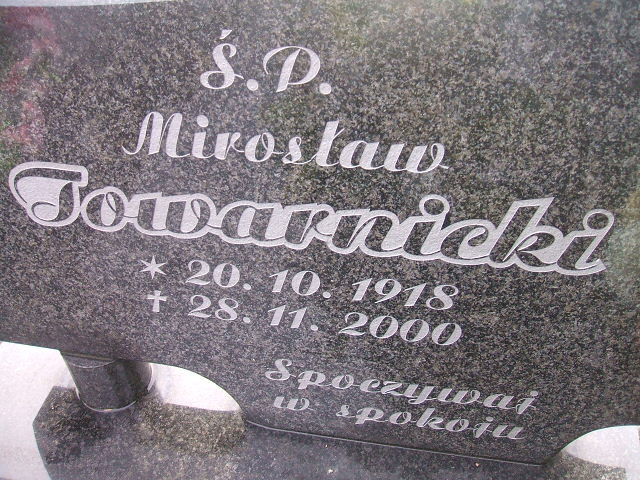 Ś.P.
Mirosław
Towarnicki
* 20. 10. 1918
✝ 28. 11. 2000
Spoczywaj
w spokoju